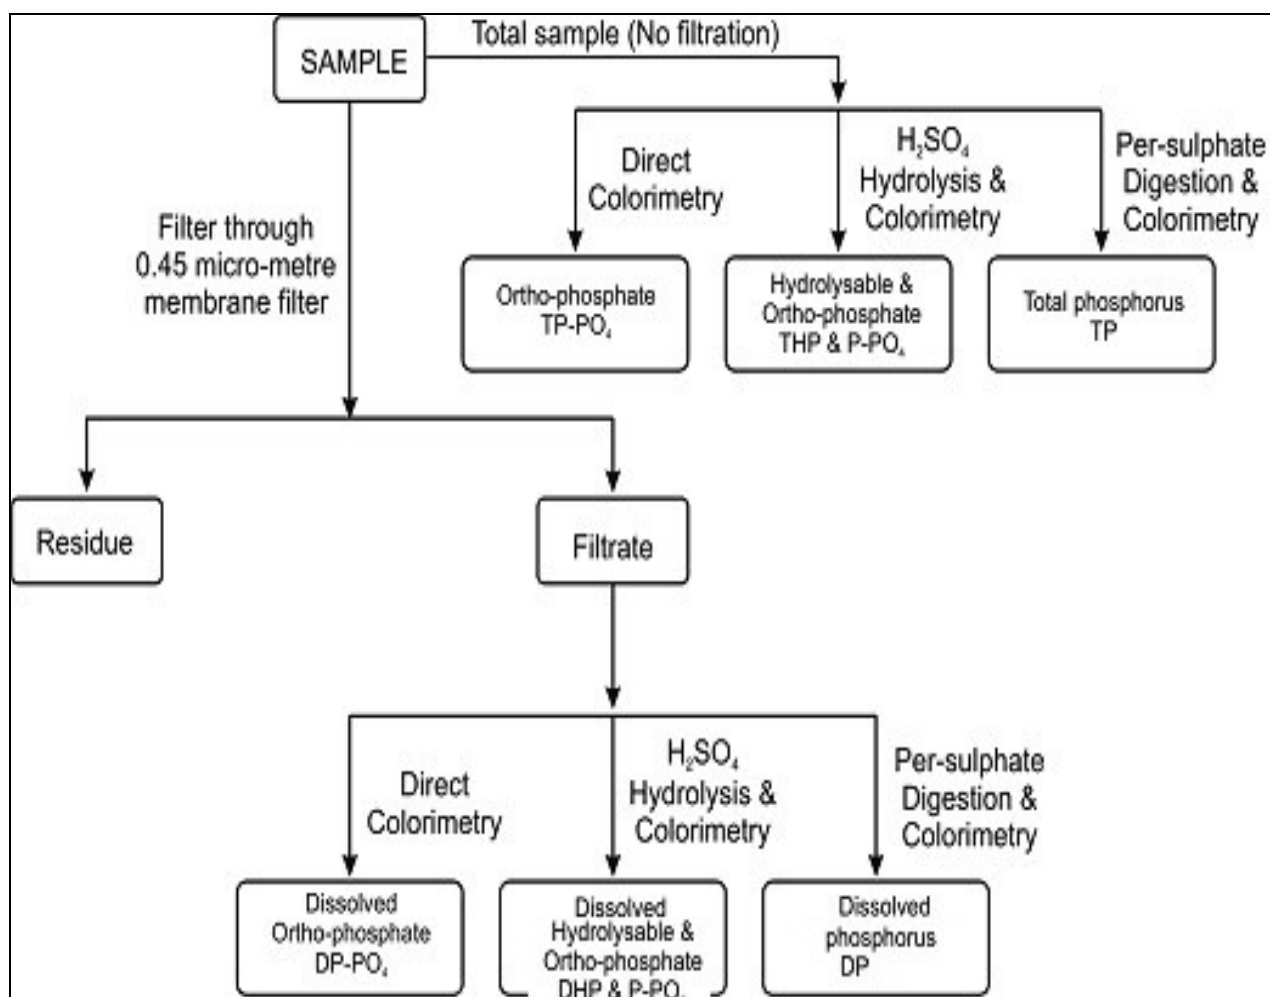 SAMPLE
Total sample (No filtration)
Direct
Colorimetry
H₂SO₄
Hydrolysis &
Colorimetry
Per-sulphate
Digestion &
Colorimetry
Filter through
0.45 micro-metre
membrane filter
Ortho-phosphate
TP-PO₄
Hydrolysable &
Ortho-phosphate
THP & P-PO₄
Total phosphorus
TP
Residue
Filtrate
Direct
Colorimetry
H₂SO₄
Hydrolysis &
Colorimetry
Per-sulphate
Digestion &
Colorimetry
Dissolved
Ortho-phosphate
DP-PO₄
Dissolved
Hydrolysable &
Ortho-phosphate
DHP & P-PO₄
Dissolved
phosphorus
DP